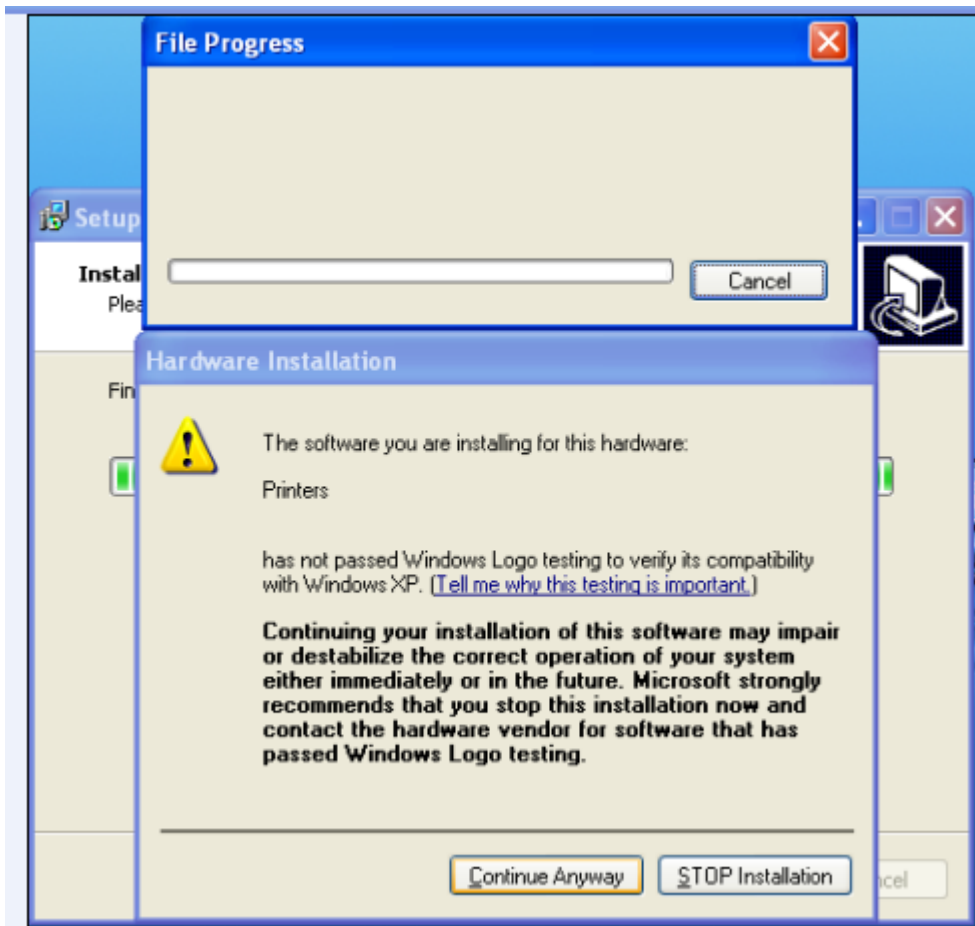 File Progress
Setup
Instal
Plea
Cancel
Hardware Installation
Fin
The software you are installing for this hardware:
Printers
has not passed Windows Logo testing to verify its compatibility
with Windows XP. (Tell me why this testing is important.)
Continuing your installation of this software may impair
or destabilize the correct operation of your system
either immediately or in the future. Microsoft strongly
recommends that you stop this installation now and
contact the hardware vendor for software that has
passed Windows Logo testing.
Continue Anyway STOP Installation ncel